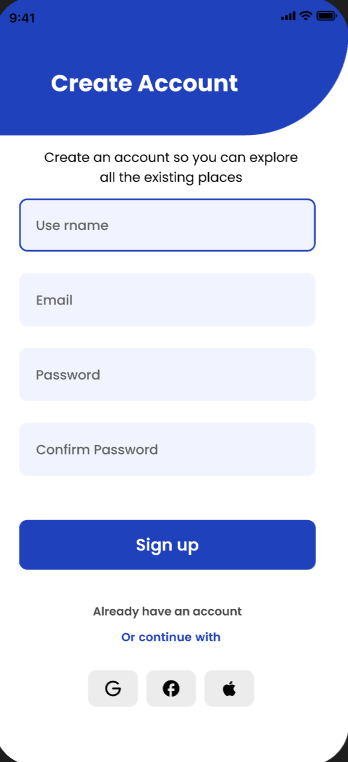 9:41
Create Account
Create an account so you can explore
all the existing places
Use rname
Email
Password
Confirm Password
Sign up
Already have an account
Or continue with